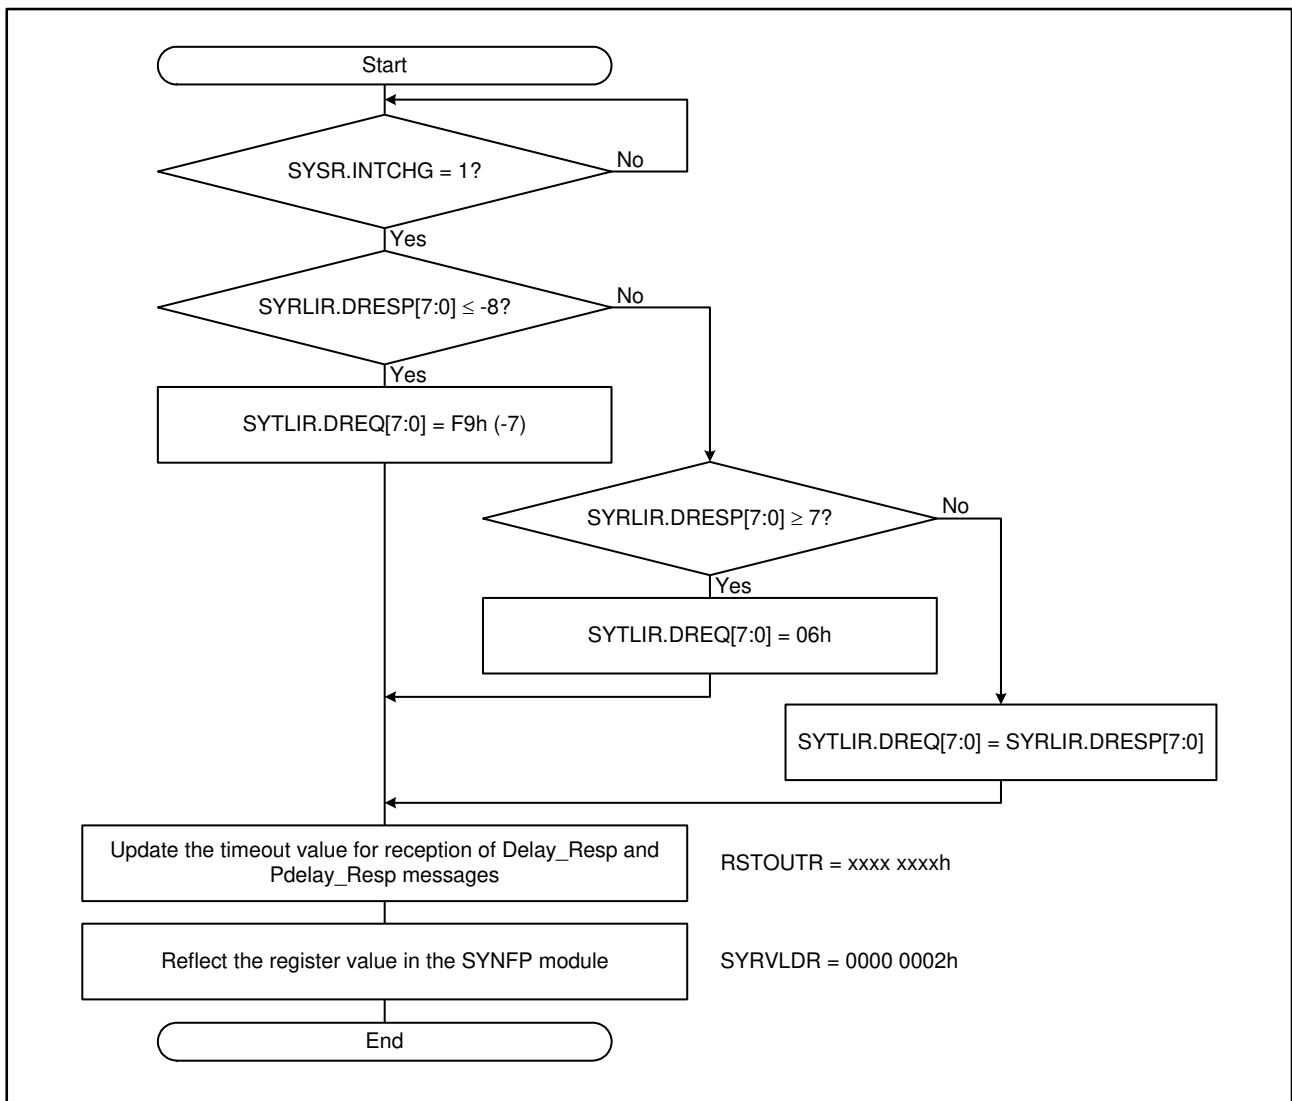 Start
SYSR.INTCHG = 1?
No
Yes
SYRLIR.DRESP[7:0] ≤ -8?
No
Yes
SYTLIR.DREQ[7:0] = F9h (-7)
SYRLIR.DRESP[7:0] ≥ 7?
No
Yes
SYTLIR.DREQ[7:0] = 06h
SYTLIR.DREQ[7:0] = SYRLIR.DRESP[7:0]
Update the timeout value for reception of Delay_Resp and
Pdelay_Resp messages
RSTOUTR = xxxx xxxxh
Reflect the register value in the SYNFP module
SYRVLDR = 0000 0002h
End